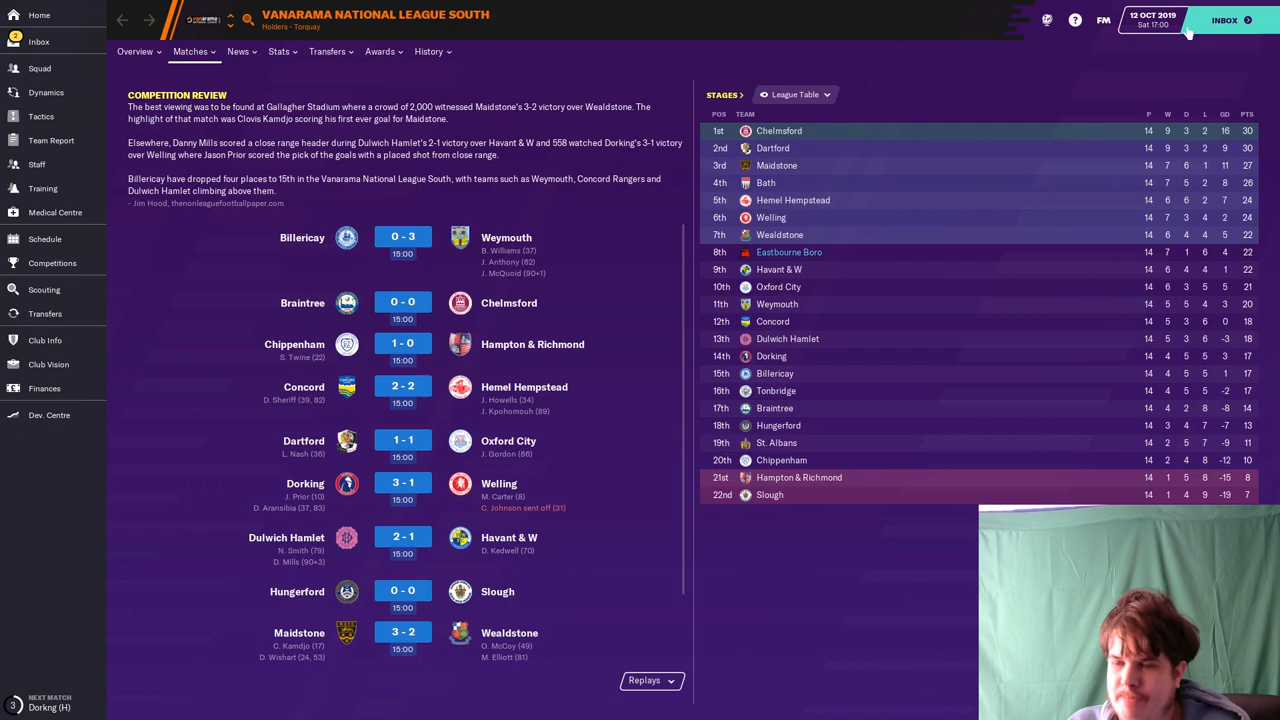 VANARAMA NATIONAL LEAGUE SOUTH
Holders - Torquay
12 OCT 2019
Sat 17:00
INBOX
FM
?
Home
2
Inbox
Squad
Dynamics
Tactics
Team Report
Staff
Training
Medical Centre
Schedule
Competitions
Scouting
Transfers
Club Info
Club Vision
Finances
Dev. Centre
3
NEXT MATCH
Dorkng (H)
Overview Matches News Stats Transfers Awards History
COMPETITION REVIEW
The best viewing was to be found at Gallagher Stadium where a crowd of 2,000 witnessed Maidstone's 3-2 victory over Wealdstone. The
highlight of that match was Clovis Kamdjo scoring his first ever goal for Maidstone.
Elsewhere, Danny Mills scored a close range header during Dulwich Hamlet's 2-1 victory over Havant & W and 558 watched Dorking's 3-1 victory
over Welling where Jason Prior scored the pick of the goals with a placed shot from close range.
Billericay have dropped four places to 15th in the Vanarama National League South, with teams such as Weymouth, Concord Rangers and
Dulwich Hamlet climbing above them.
- Jim Hood, thenonleaguefootballpaper.com
Billericay 0 - 3 Weymouth
15:00 B. Williams (37)
J. Anthony (62)
J. McQuoid (90+1)
Braintree 0 - 0 Chelmsford
15:00
Chippenham 1 - 0 Hampton & Richmond
S. Twine (22) 15:00
Concord 2 - 2 Hemel Hempstead
D. Sheriff (39, 82) 15:00 J. Howells (34)
J. Kpohomouh (89)
Dartford 1 - 1 Oxford City
L. Nash (36) 15:00 J. Gordon (66)
Dorking 3 - 1 Welling
J. Prior (10) 15:00 M. Carter (8)
D. Aransibia (37, 83) C. Johnson sent off (31)
Dulwich Hamlet 2 - 1 Havant & W
N. Smith (79) 15:00 D. Kedwell (70)
D. Mills (90+3)
Hungerford 0 - 0 Slough
15:00
Maidstone 3 - 2 Wealdstone
C. Kamdjo (17) 15:00 O. McCoy (49)
D. Wishart (24, 53) M. Elliott (81)
Replays
STAGES > League Table
POS TEAM P W D L GD PTS
1st Chelmsford 14 9 3 2 16 30
2nd Dartford 14 9 3 2 9 30
3rd Maidstone 14 7 6 1 11 27
4th Bath 14 7 5 2 8 26
5th Hemel Hempstead 14 6 6 2 7 24
6th Welling 14 7 3 4 2 24
7th Wealdstone 14 6 4 4 5 22
8th Eastbourne Boro 14 7 1 6 4 22
9th Havant & W 14 6 4 4 1 22
10th Oxford City 14 6 3 5 5 21
11th Weymouth 14 5 5 4 3 20
12th Concord 14 5 3 6 0 18
13th Dulwich Hamlet 14 5 3 6 -3 18
14th Dorking 14 4 5 5 3 17
15th Billericay 14 4 5 5 1 17
16th Tonbridge 14 4 5 5 -2 17
17th Braintree 14 4 2 8 -8 14
18th Hungerford 14 3 4 7 -7 13
19th St. Albans 14 2 5 7 -9 11
20th Chippenham 14 2 4 8 -12 10
21st Hampton & Richmond 14 1 5 8 -15 8
22nd Slough 14 1 4 9 -19 7